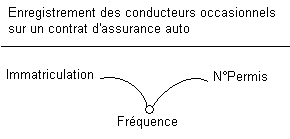 Enregistrement des conducteurs occasionnels
sur un contrat d'assurance auto
Immatriculation
N°Permis
Fréquence